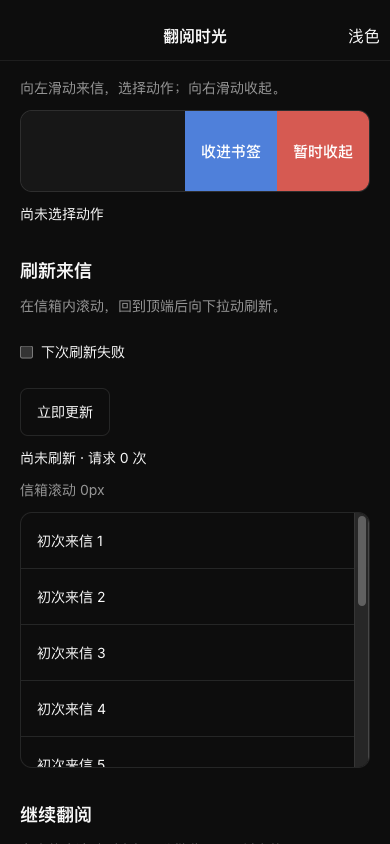 翻阅时光
浅色
向左滑动来信，选择动作；向右滑动收起。
收进书签
暂时收起
尚未选择动作
刷新来信
在信箱内滚动，回到顶端后向下拉动刷新。
下次刷新失败
立即更新
尚未刷新 · 请求 0 次
信箱滚动 0px
初次来信 1
初次来信 2
初次来信 3
初次来信 4
初次来信 5
继续翻阅